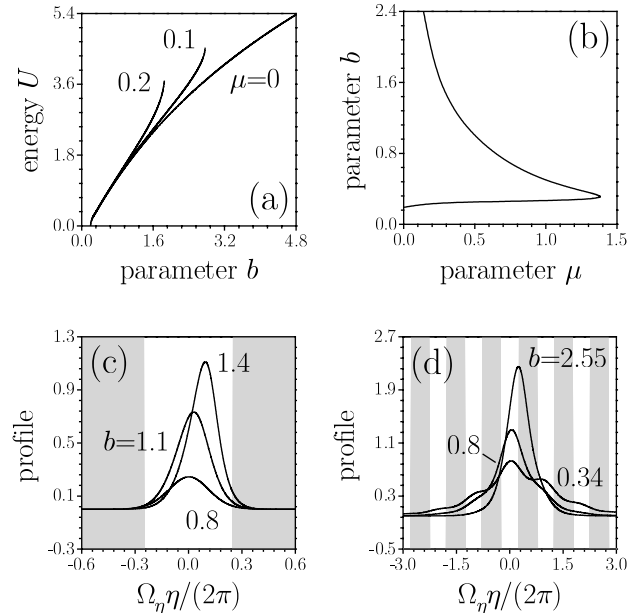 5.4
3.6
1.8
0.0
energy U
0.1
0.2
μ=0
(a)
0.0 1.6 3.2 4.8
parameter b
2.4
1.8
1.2
0.6
0.0
parameter b
(b)
0.0 0.5 1.0 1.5
parameter μ
1.3
0.9
0.5
0.1
-0.3
profile
(c)
1.4
b=1.1
0.8
-0.6 -0.3 0.0 0.3 0.6
Ω_η η/(2π)
2.7
1.9
1.1
0.3
-0.5
profile
(d)
b=2.55
0.8
0.34
-3.0 -1.5 0.0 1.5 3.0
Ω_η η/(2π)